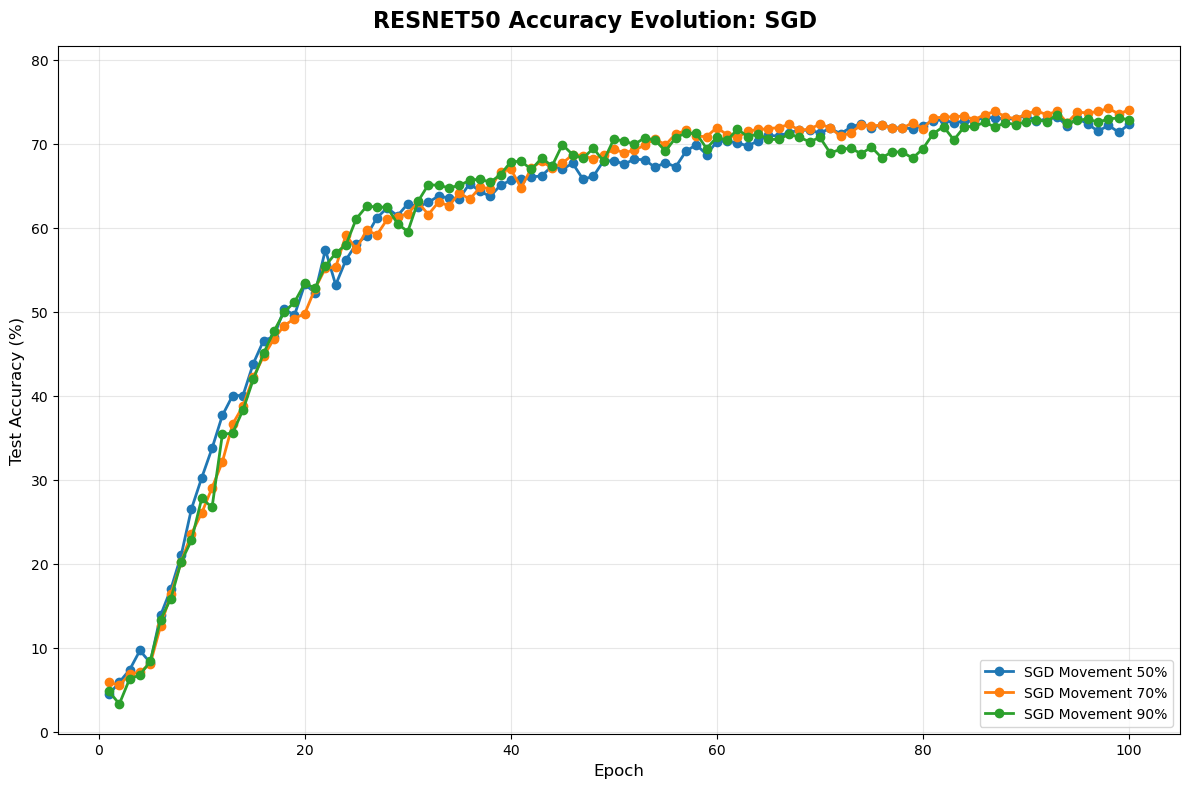 RESNET50 Accuracy Evolution: SGD
Test Accuracy (%)
80
70
60
50
40
30
20
10
0
0 20 40 60 80 100
Epoch
SGD Movement 50%
SGD Movement 70%
SGD Movement 90%